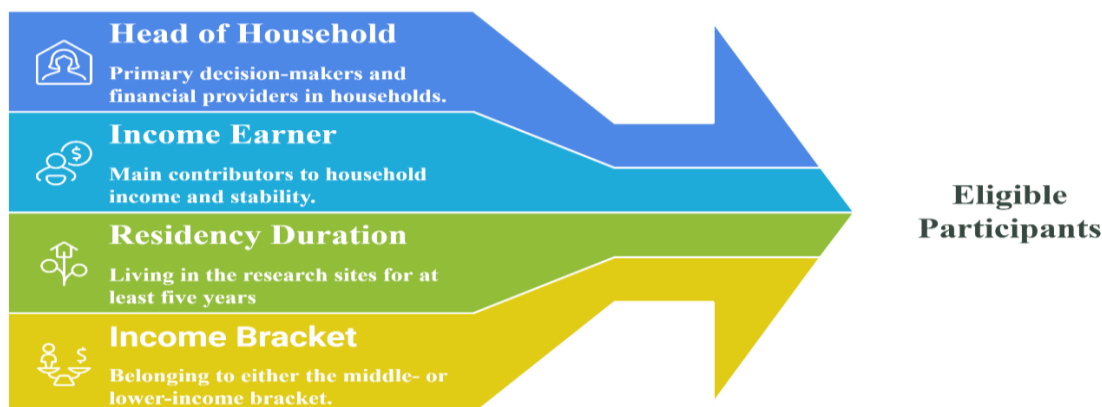 Head of Household
Primary decision-makers and
financial providers in households.
Income Earner
Main contributors to household
income and stability.
Residency Duration
Living in the research sites for at
least five years
Income Bracket
Belonging to either the middle- or
lower-income bracket.
Eligible
Participants